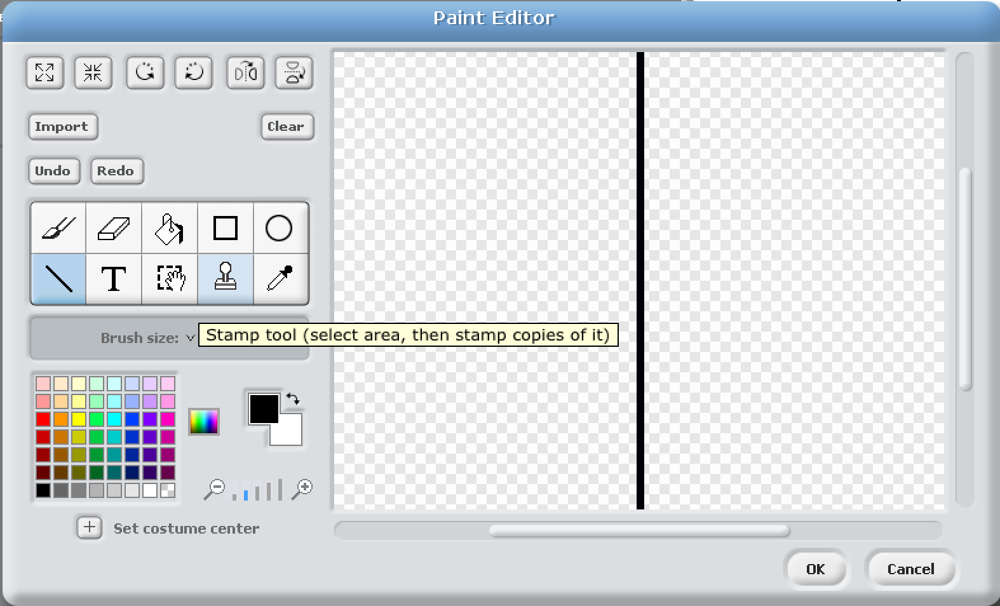 Paint Editor
Import
Clear
Undo
Redo
T
Brush size:
Stamp tool (select area, then stamp copies of it)
Set costume center
OK
Cancel